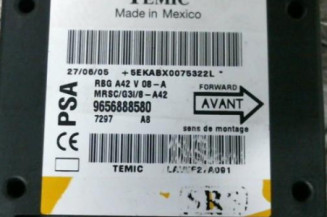 TEMIC
Made in Mexico
27/06/05 +5EKABX0075322L
RBG A42 V 08-A
MRSC/G3I/8-A42
9656888580
7297 A8
PSA
CE
FORWARD
AVANT
sens de montage
TEMIC